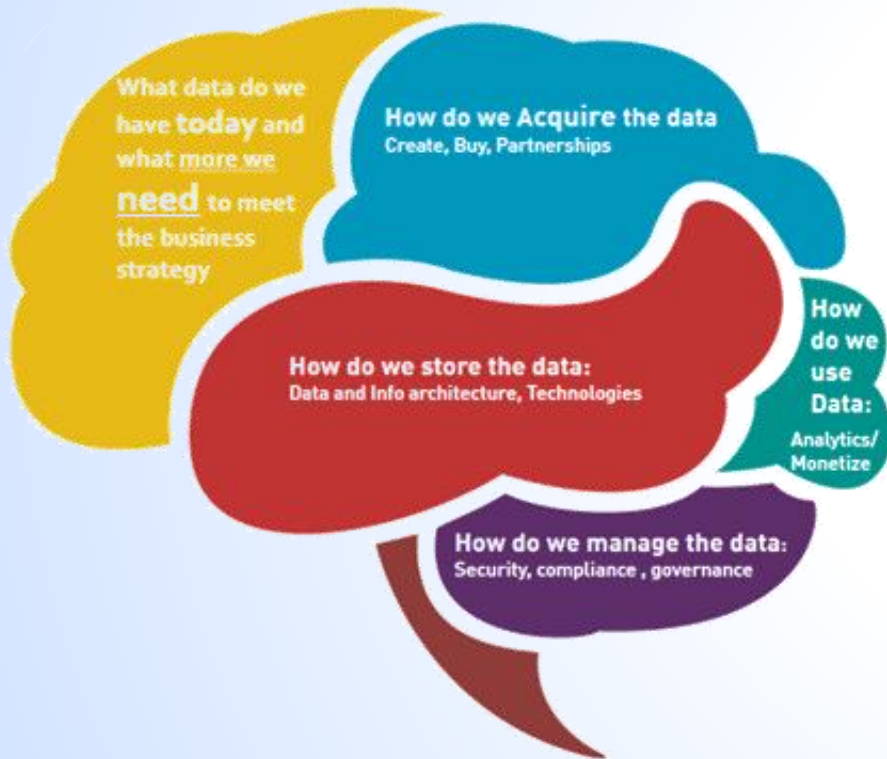 What data do we
have today and
what more we
need to meet
the business
strategy
How do we Acquire the data
Create, Buy, Partnerships
How do we store the data:
Data and Info architecture, Technologies
How
do we
use
Data:
Analytics/
Monetize
How do we manage the data:
Security, compliance , governance